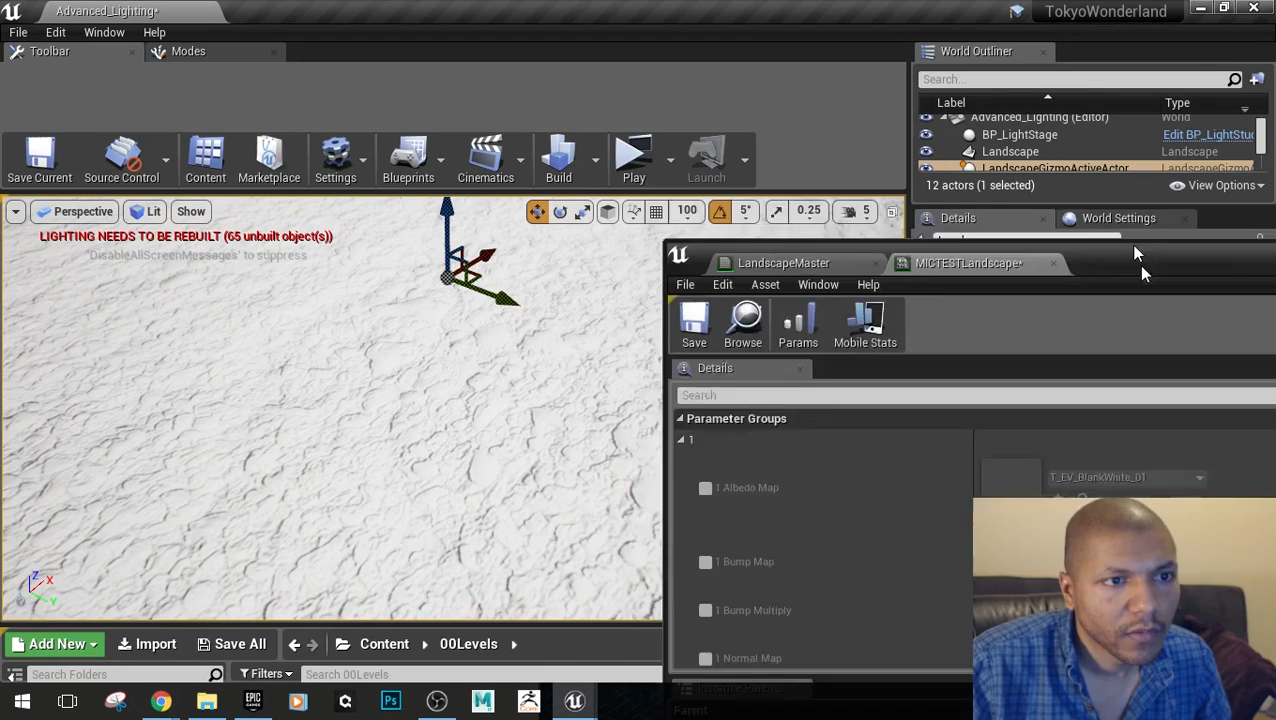 Advanced_Lighting*
TokyoWonderland
File Edit Window Help
Toolbar
Modes
World Outliner
Search...
Label
Type
Advanced_Lighting (Editor)
World
BP_LightStage
Edit BP_LightStu
Landscape
Landscape
LandscapeGizmoActiveActor
LandscapeGizmo
12 actors (1 selected)
View Options
Save Current
Source Control
Content
Marketplace
Settings
Blueprints
Cinematics
Build
Play
Launch
Perspective
Lit
Show
100
5°
0.25
5
Details
World Settings
LIGHTING NEEDS TO BE REBUILT (65 unbuilt object(s))
'DisableAllScreenMessages' to suppress
LandscapeMaster
MICTESTLandscape*
File Edit Asset Window Help
Save
Browse
Params
Mobile Stats
Details
Search
Parameter Groups
1
1 Albedo Map
T_EV_BlankWhite_01
1 Bump Map
1 Bump Multiply
1 Normal Map
Parent
Z
X
Y
Add New
Import
Save All
Content
00Levels
Search Folders
Filters
Search 00Levels